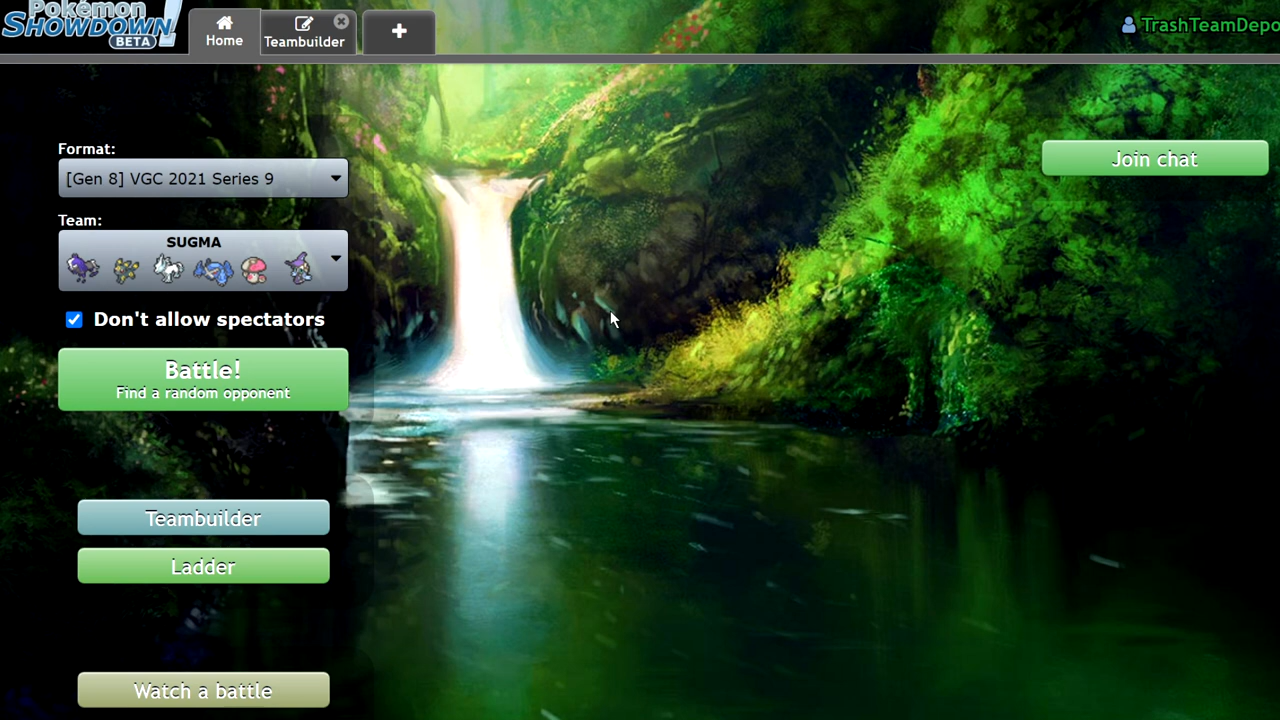 Pokémon
SHOWDOWN!
BETA
Home
Teambuilder
+
TrashTeamDepo
Format:
[Gen 8] VGC 2021 Series 9
Team:
SUGMA
Don't allow spectators
Battle!
Find a random opponent
Teambuilder
Ladder
Watch a battle
Join chat